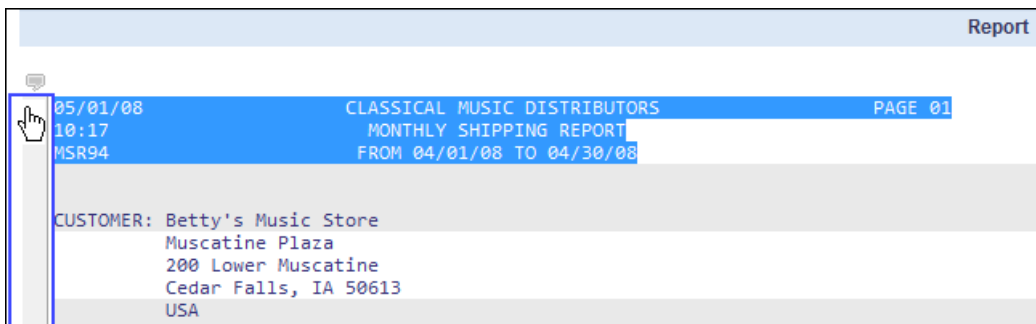 Report
05/01/08 CLASSICAL MUSIC DISTRIBUTORS PAGE 01
10:17 MONTHLY SHIPPING REPORT
MSR94 FROM 04/01/08 TO 04/30/08
CUSTOMER: Betty's Music Store
Muscatine Plaza
200 Lower Muscatine
Cedar Falls, IA 50613
USA